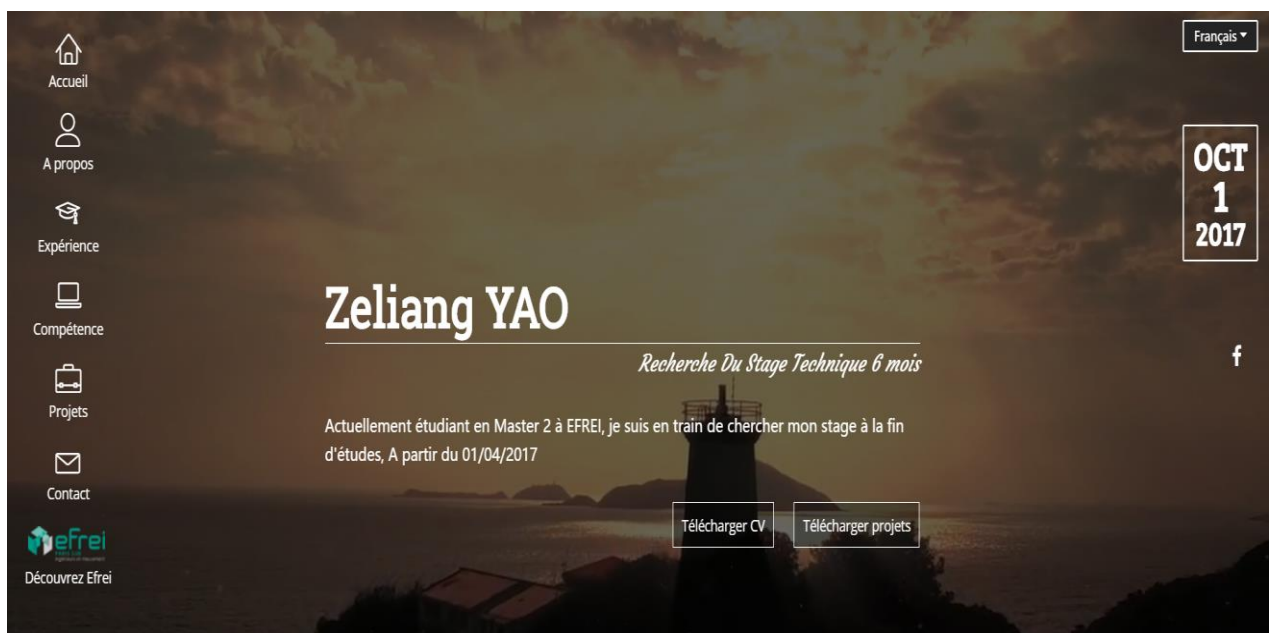 Accueil
A propos
Expérience
Compétence
Projets
Contact
efrei
Découvrez Efrei
Zeliang YAO
Recherche Du Stage Technique 6 mois
Actuellement étudiant en Master 2 à EFREI, je suis en train de chercher mon stage à la fin
d'études, A partir du 01/04/2017
Télécharger CV
Télécharger projets
Français
OCT
1
2017
f